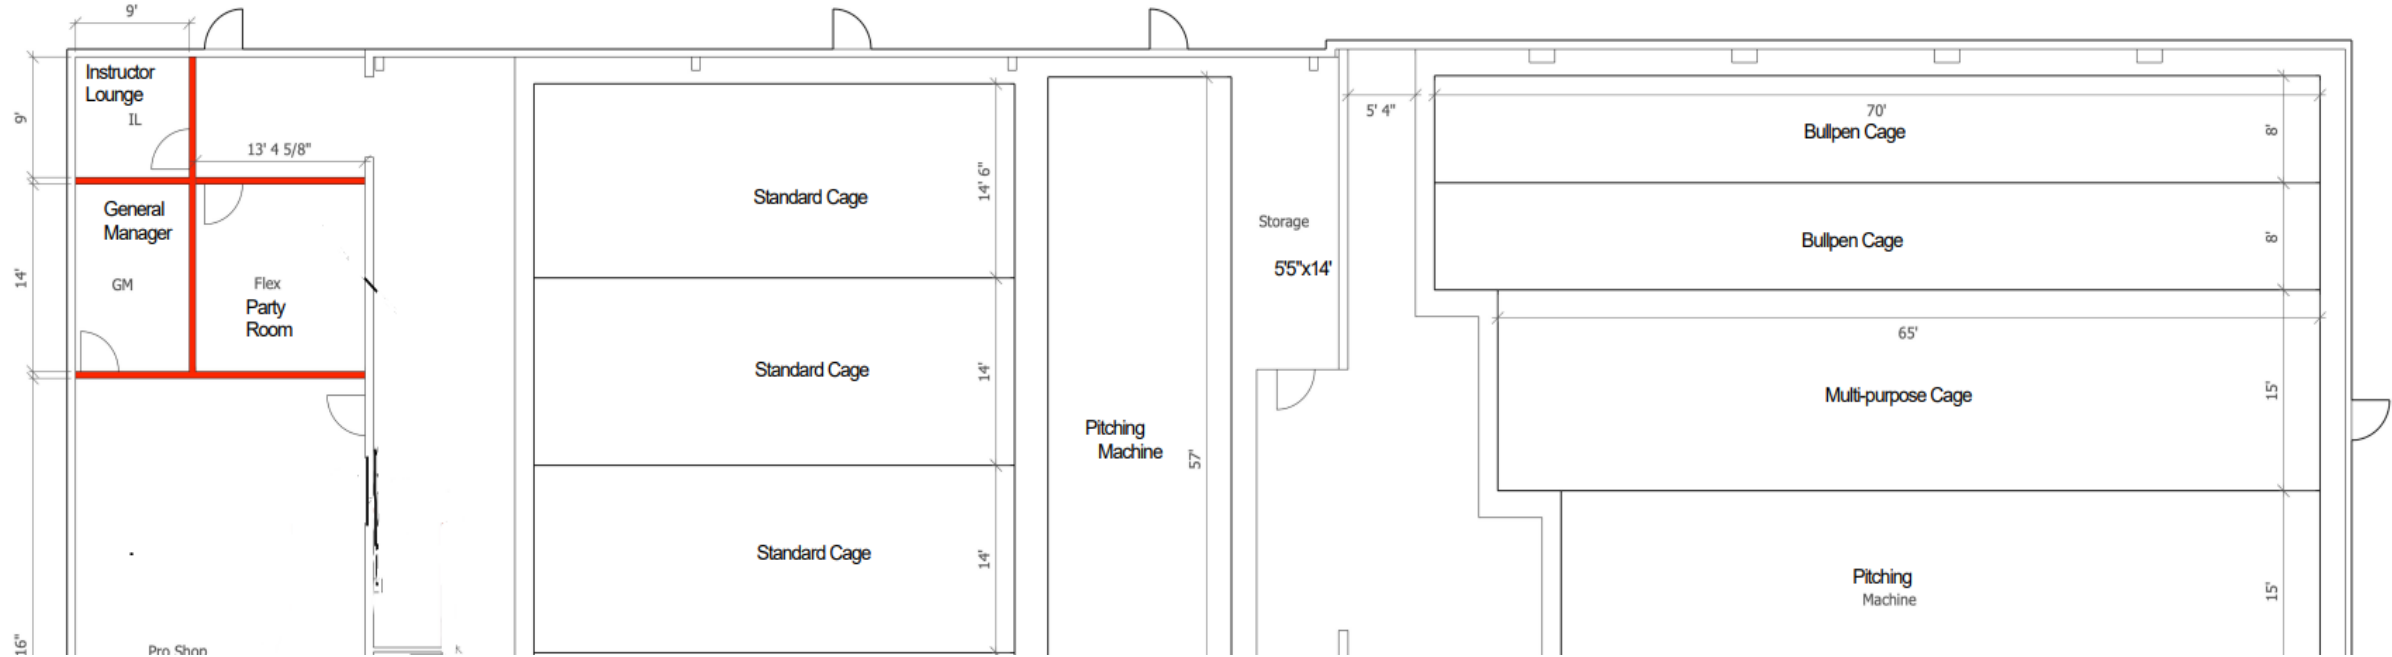 9'
Instructor
Lounge
IL
9'
13' 4 5/8"
General
Manager
GM
14'
Flex
Party
Room
Pro Shop
16"
Standard Cage
14' 6"
Standard Cage
14'
Standard Cage
14'
Pitching
Machine
57'
Storage
5'5"x14'
5' 4"
70'
Bullpen Cage
8'
Bullpen Cage
8'
65'
Multi-purpose Cage
15'
Pitching
Machine
15'